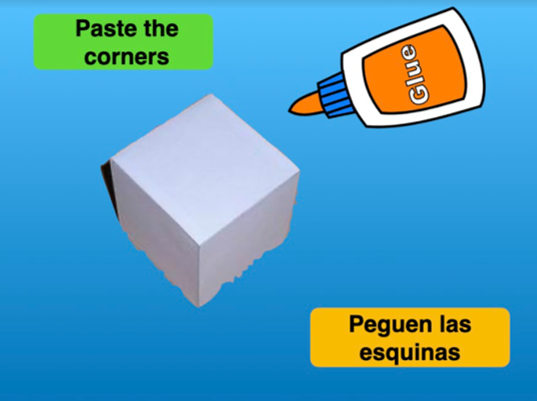 Paste the
corners
Glue
Peguen las
esquinas